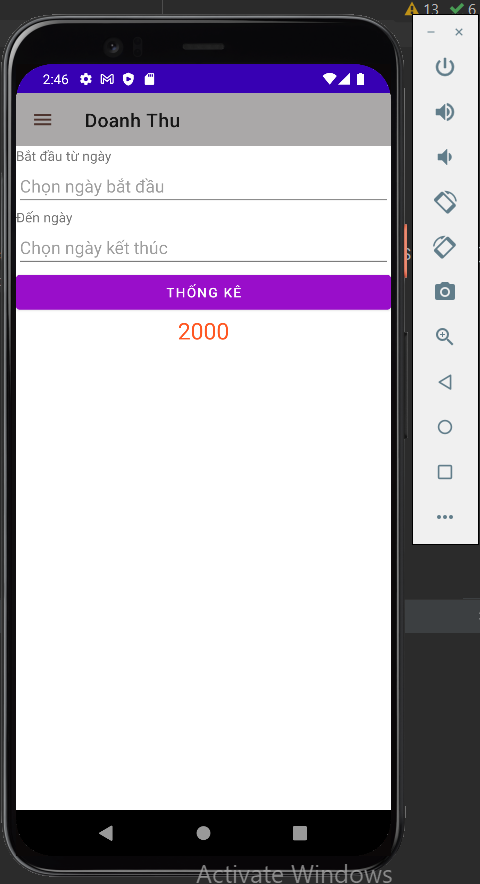 13 6
2:46
Doanh Thu
Bắt đầu từ ngày
Chọn ngày bắt đầu
Đến ngày
Chọn ngày kết thúc
THỐNG KÊ
2000
Activate Windows